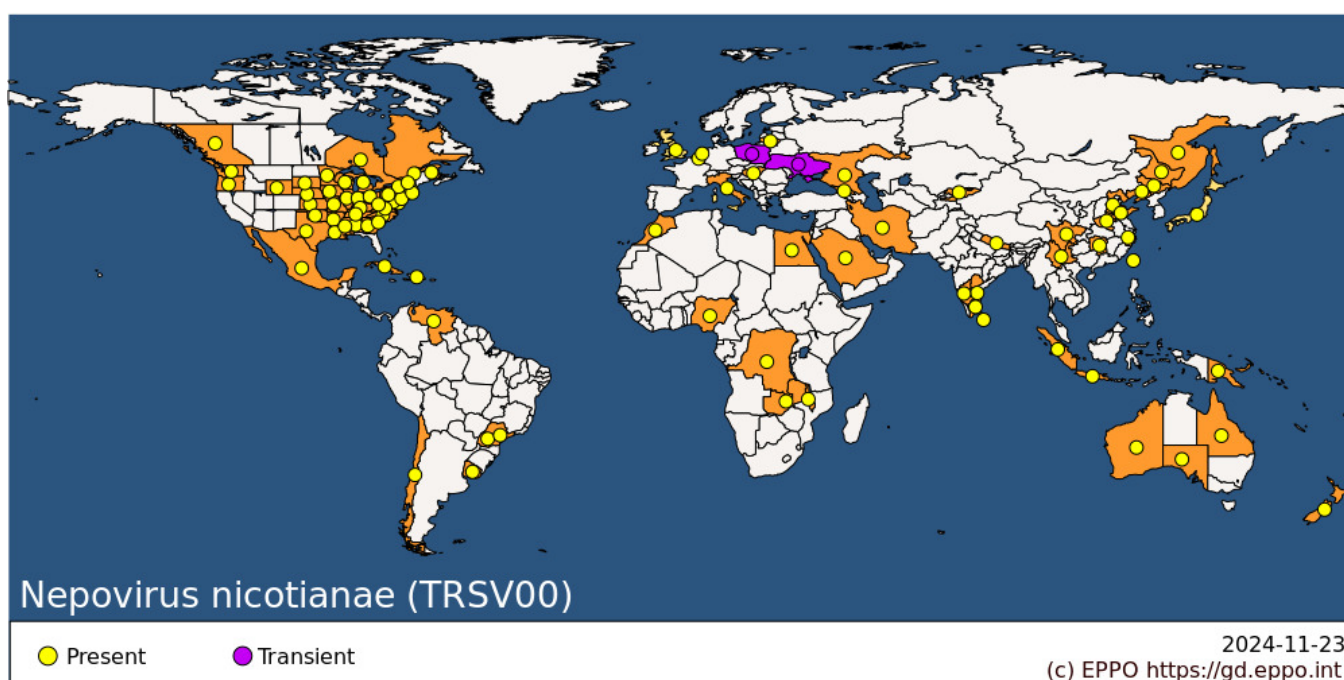 Nepovirus nicotianae (TRSV00)
Present
Transient
2024-11-23
(c) EPPO https://gd.eppo.int